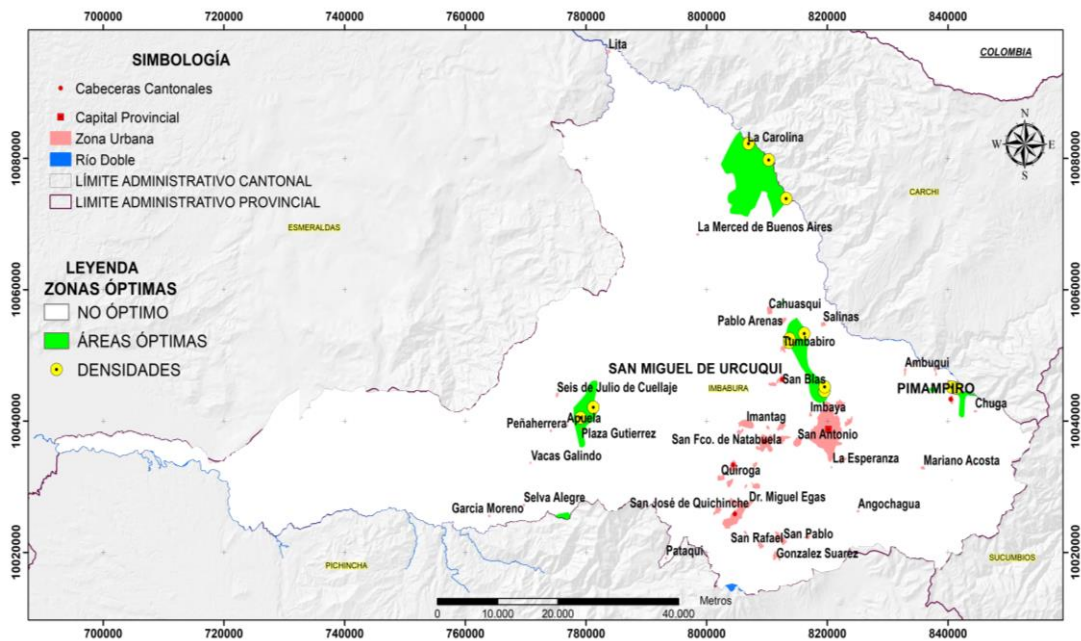 700000 720000 740000 760000 780000 800000 820000 840000
SIMBOLOGÍA
Cabeceras Cantonales
Capital Provincial
Zona Urbana
Río Doble
LÍMITE ADMINISTRATIVO CANTONAL
LIMITE ADMINISTRATIVO PROVINCIAL
LEYENDA
ZONAS ÓPTIMAS
NO ÓPTIMO
ÁREAS ÓPTIMAS
DENSIDADES
COLOMBIA
N
W E
S
Lita
La Carolina
CARCHI
ESMERALDAS
La Merced de Buenos Aires
Cahuasqui
Pablo Arenas
Salinas
Tumbabiro
SAN MIGUEL DE URCUQUI
San Blas
Ambuqui
IMBABURA
PIMAMPIRO
Seis de Julio de Cuellaje
Chuga
Imbaya
Imantag
Apuela
Peñaherrera
Plaza Gutierrez
San Fco. de Natabuela
San Antonio
Vacas Galindo
La Esperanza
Mariano Acosta
Quiroga
Selva Alegre
Garcia Moreno
San José de Quichinche
Dr. Miguel Egas
Angochagua
San Rafael
San Pablo
Pataqui
Gonzalez Suaréz
PICHINCHA
SUCUMBIOS
Metros
0 10.000 20.000 40.000
10080000
10060000
10040000
10020000
10080000
10060000
10040000
10020000
700000 720000 740000 760000 780000 800000 820000 840000